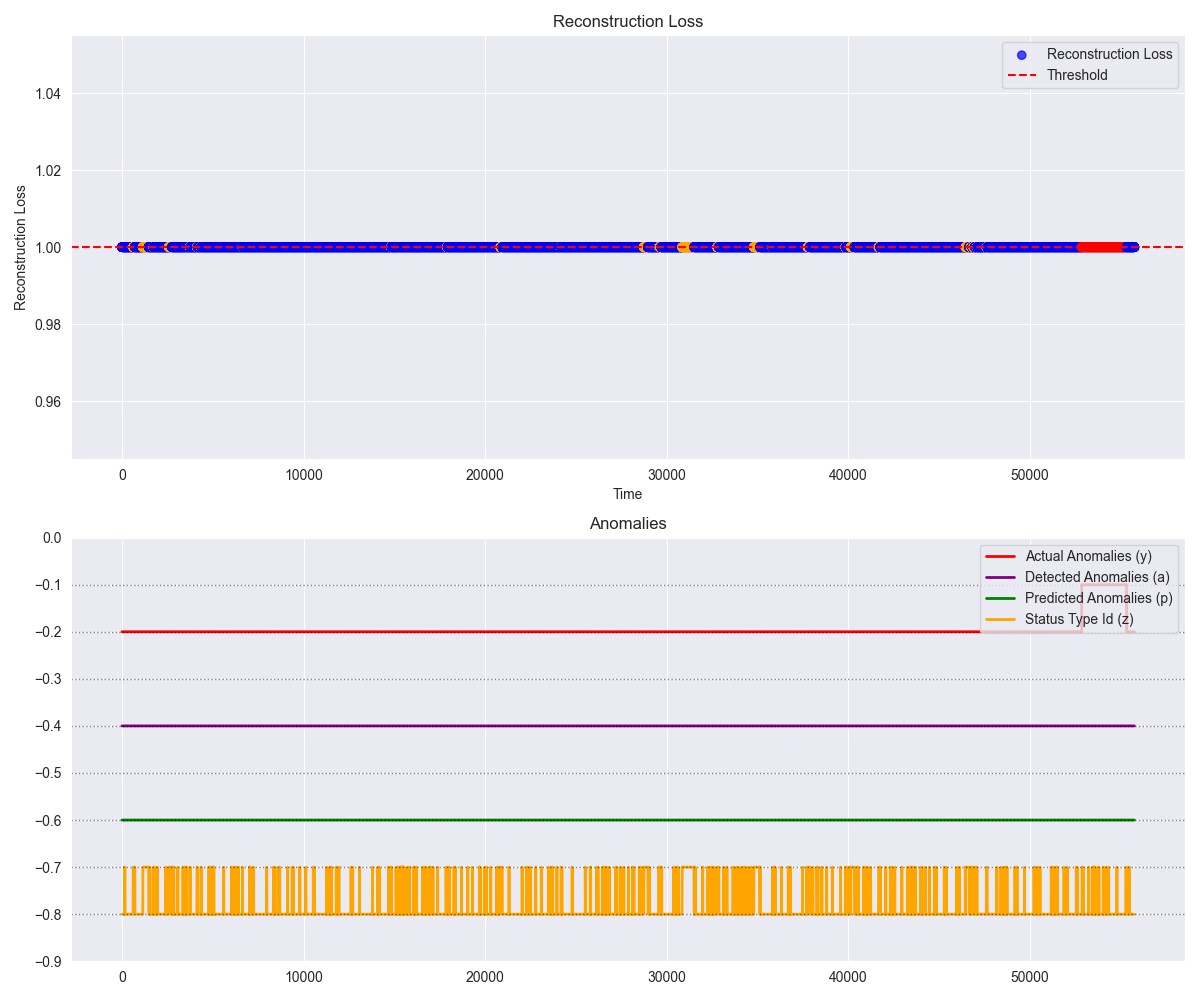 Reconstruction Loss
Reconstruction Loss
Threshold
1.04
1.02
1.00
0.98
0.96
Reconstruction Loss
0
10000
20000
30000
40000
50000
Time
Anomalies
Actual Anomalies (y)
Detected Anomalies (a)
Predicted Anomalies (p)
Status Type Id (z)
0.0
−0.1
−0.2
−0.3
−0.4
−0.5
−0.6
−0.7
−0.8
−0.9
0
10000
20000
30000
40000
50000